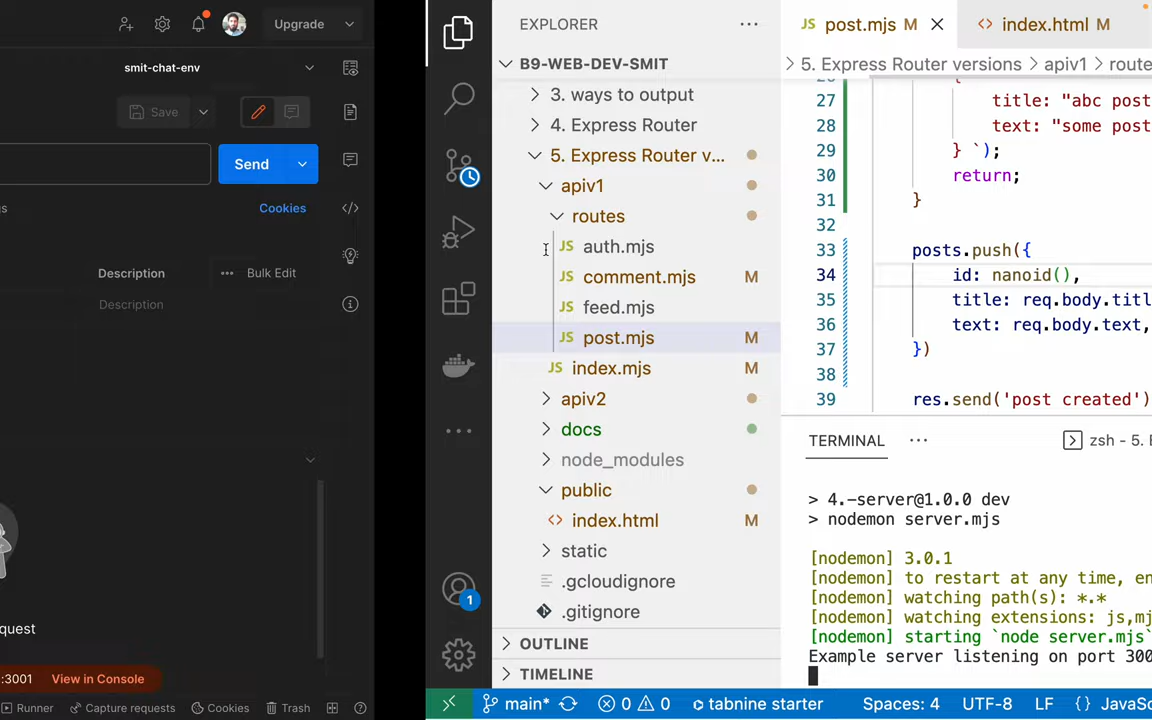 Upgrade
smit-chat-env
Save
Send
gs
Cookies
Description
Bulk Edit
Description
quest
:3001
View in Console
Runner
Capture requests
Cookies
Trash
EXPLORER
B9-WEB-DEV-SMIT
3. ways to output
4. Express Router
5. Express Router v...
apiv1
routes
JS auth.mjs
JS comment.mjs M
JS feed.mjs
JS post.mjs M
JS index.mjs M
apiv2
docs
node_modules
public
<> index.html M
static
.gcloudignore
.gitignore
OUTLINE
TIMELINE
1
JS post.mjs M
<> index.html M
5. Express Router versions > apiv1 > route
26 {
27 title: "abc post
28 text: "some post
29 } `);
30 return;
31 }
32
33 posts.push({
34 id: nanoid(),
35 title: req.body.titl
36 text: req.body.text,
37 })
38
39 res.send('post created')
TERMINAL
zsh - 5.
> 4.-server@1.0.0 dev
> nodemon server.mjs
[nodemon] 3.0.1
[nodemon] to restart at any time, en
[nodemon] watching path(s): *.*
[nodemon] watching extensions: js,mj
[nodemon] starting `node server.mjs`
Example server listening on port 300
main*
0
0
tabnine starter
Spaces: 4
UTF-8
LF
{} JavaSc